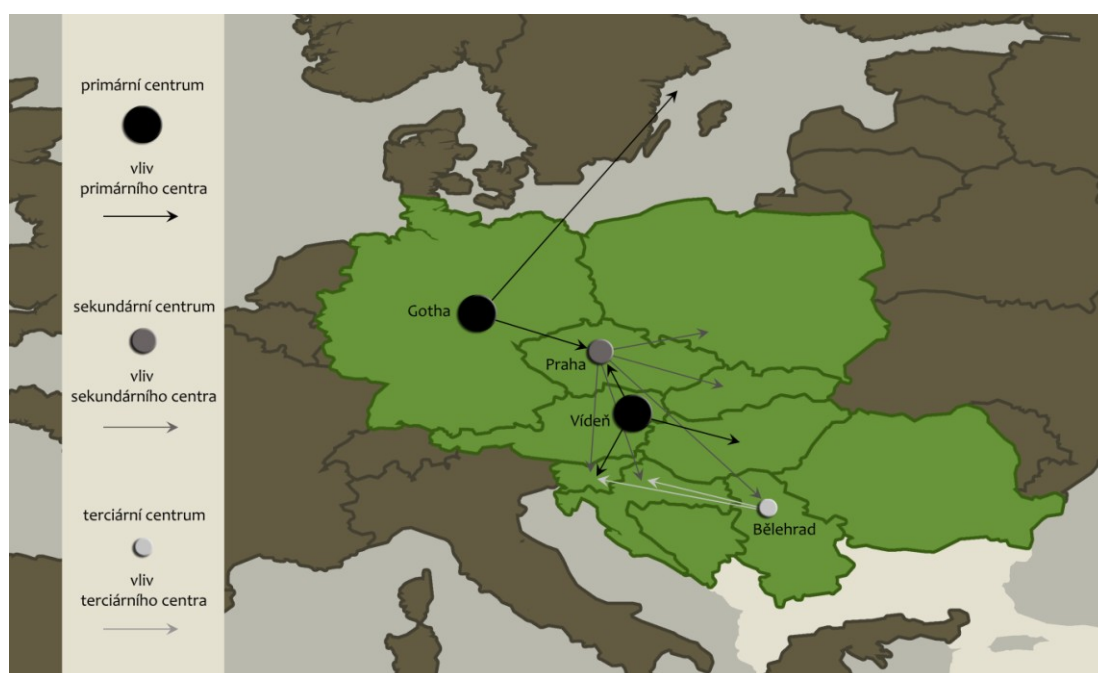 primární centrum
vliv
primárního centra
sekundární centrum
vliv
sekundárního centra
terciární centrum
vliv
terciárního centra
Gotha
Praha
Vídeň
Bělehrad